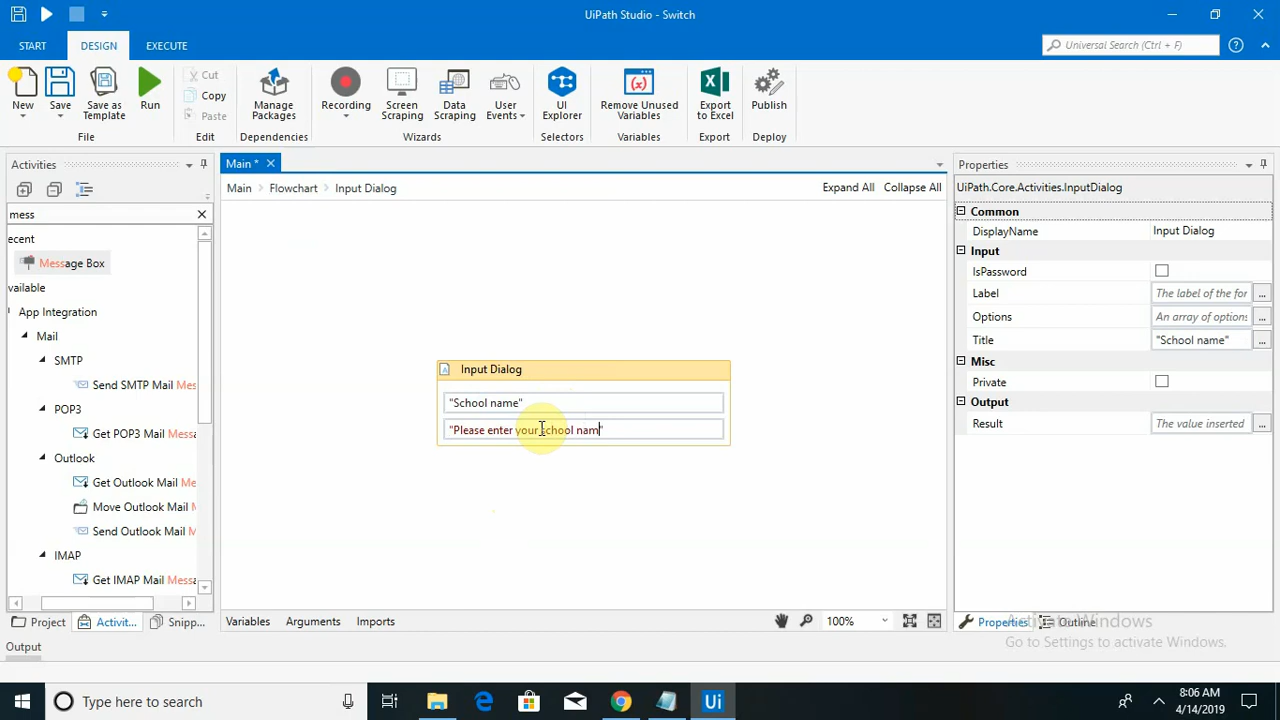 UiPath Studio - Switch
START DESIGN EXECUTE
Universal Search (Ctrl + F)
New Save Save as Template Run
Cut
Copy
Paste
Manage Packages
Recording
Screen Scraping
Data Scraping
User Events
UI Explorer
Remove Unused Variables
Export to Excel
Publish
File Edit Dependencies Wizards Selectors Variables Export Deploy
Activities
mess
ecent
Message Box
vailable
App Integration
Mail
SMTP
Send SMTP Mail Mes
POP3
Get POP3 Mail Mess
Outlook
Get Outlook Mail Me
Move Outlook Mail M
Send Outlook Mail M
IMAP
Get IMAP Mail Messa
Project Activit... Snipp...
Main *
Main Flowchart Input Dialog
Expand All Collapse All
Input Dialog
"School name"
"Please enter your school nam"
Variables Arguments Imports
100%
Properties
UiPath.Core.Activities.InputDialog
Common
DisplayName Input Dialog
Input
IsPassword
Label The label of the for ...
Options An array of options ...
Title "School name" ...
Misc
Private
Output
Result The value inserted ...
Properties Outline
Activate Windows
Go to Settings to activate Windows.
Output
Type here to search
Ui
8:06 AM
4/14/2019